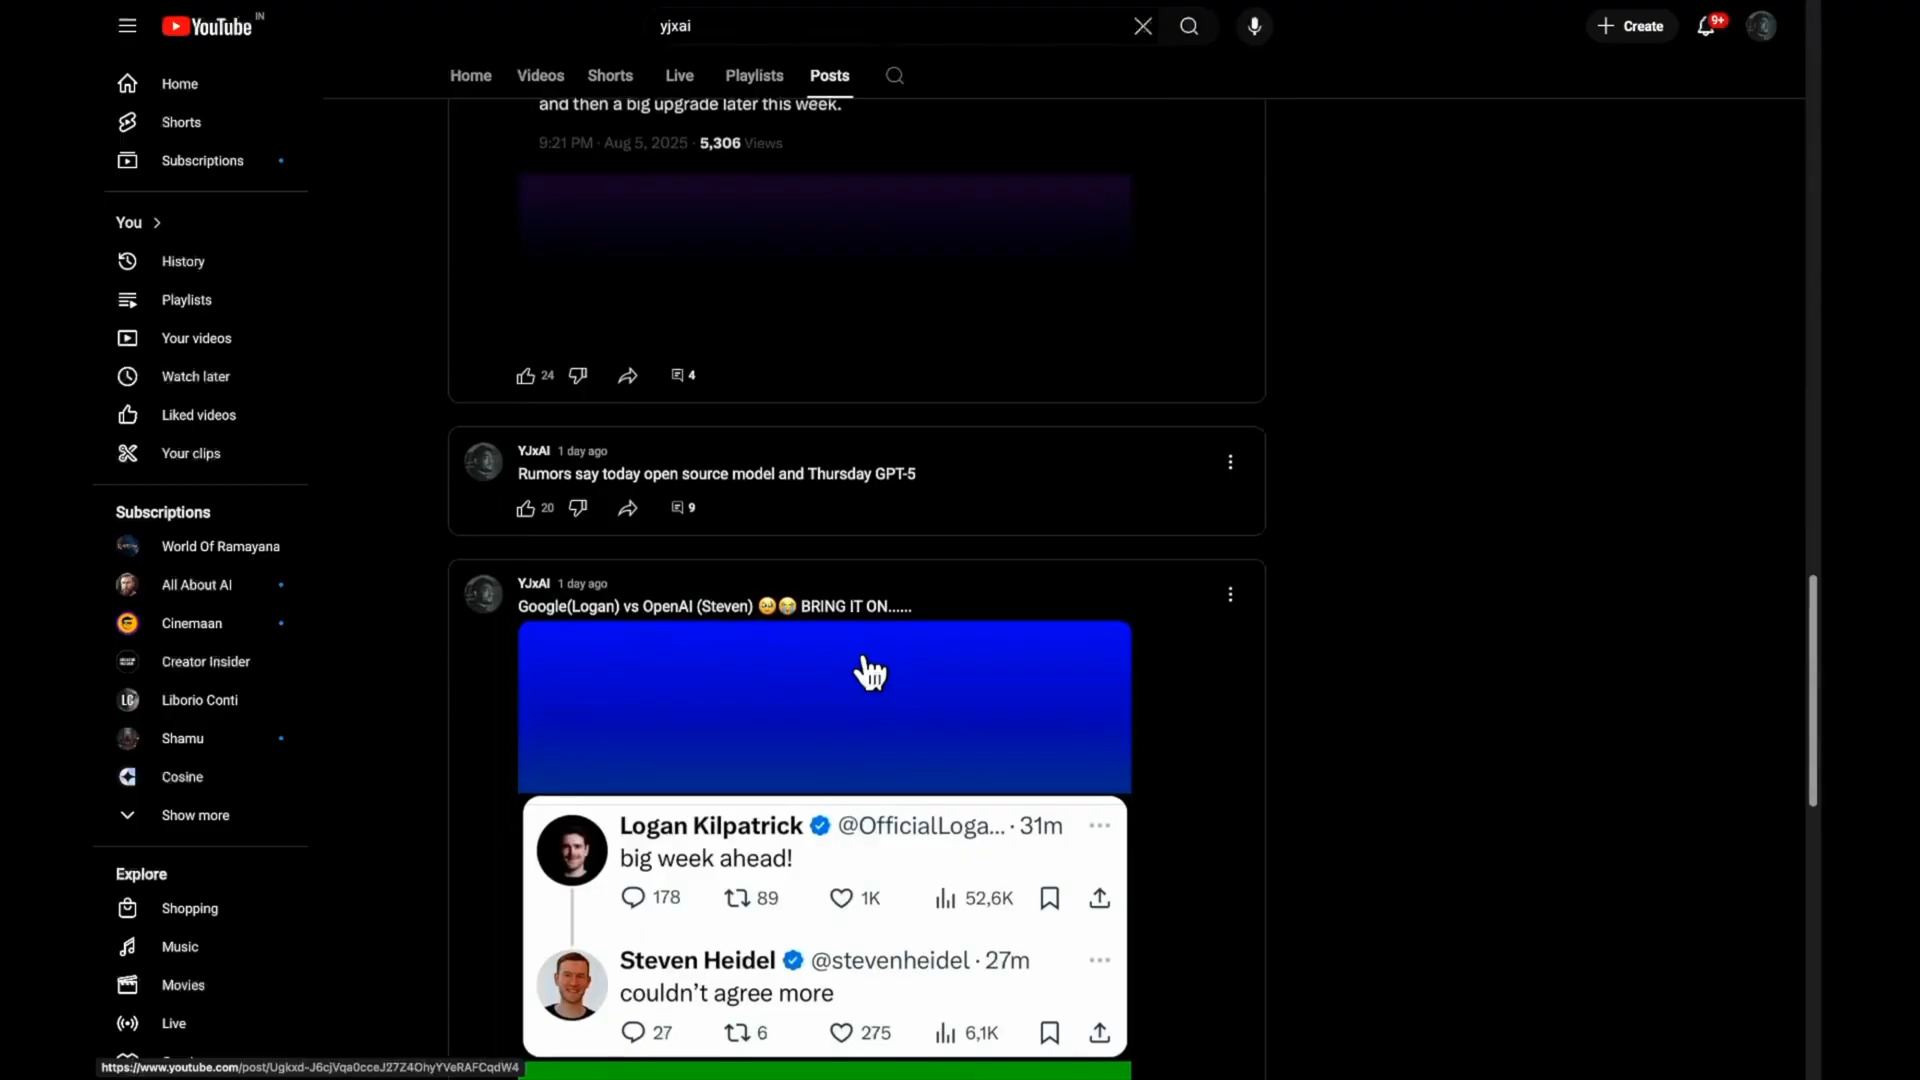 YouTube IN
yjxai
Create
9+
Home
Shorts
Subscriptions
You
History
Playlists
Your videos
Watch later
Liked videos
Your clips
Subscriptions
World Of Ramayana
All About AI
Cinemaan
Creator Insider
LC Liborio Conti
Shamu
Cosine
Show more
Explore
Shopping
Music
Movies
Live
Home Videos Shorts Live Playlists Posts
and then a big upgrade later this week.
9:21 PM · Aug 5, 2025 · 5,306 Views
24 4
YJxAI 1 day ago
Rumors say today open source model and Thursday GPT-5
20 9
YJxAI 1 day ago
Google(Logan) vs OpenAI (Steven) 🥹😭 BRING IT ON......
Logan Kilpatrick @OfficialLoga... · 31m
big week ahead!
178 89 1K 52,6K
Steven Heidel @stevenheidel · 27m
couldn't agree more
27 6 275 6,1K
https://www.youtube.com/post/Ugkxd-J6cjVqa0cceJ27Z4OhyYVeRAFCqdW4